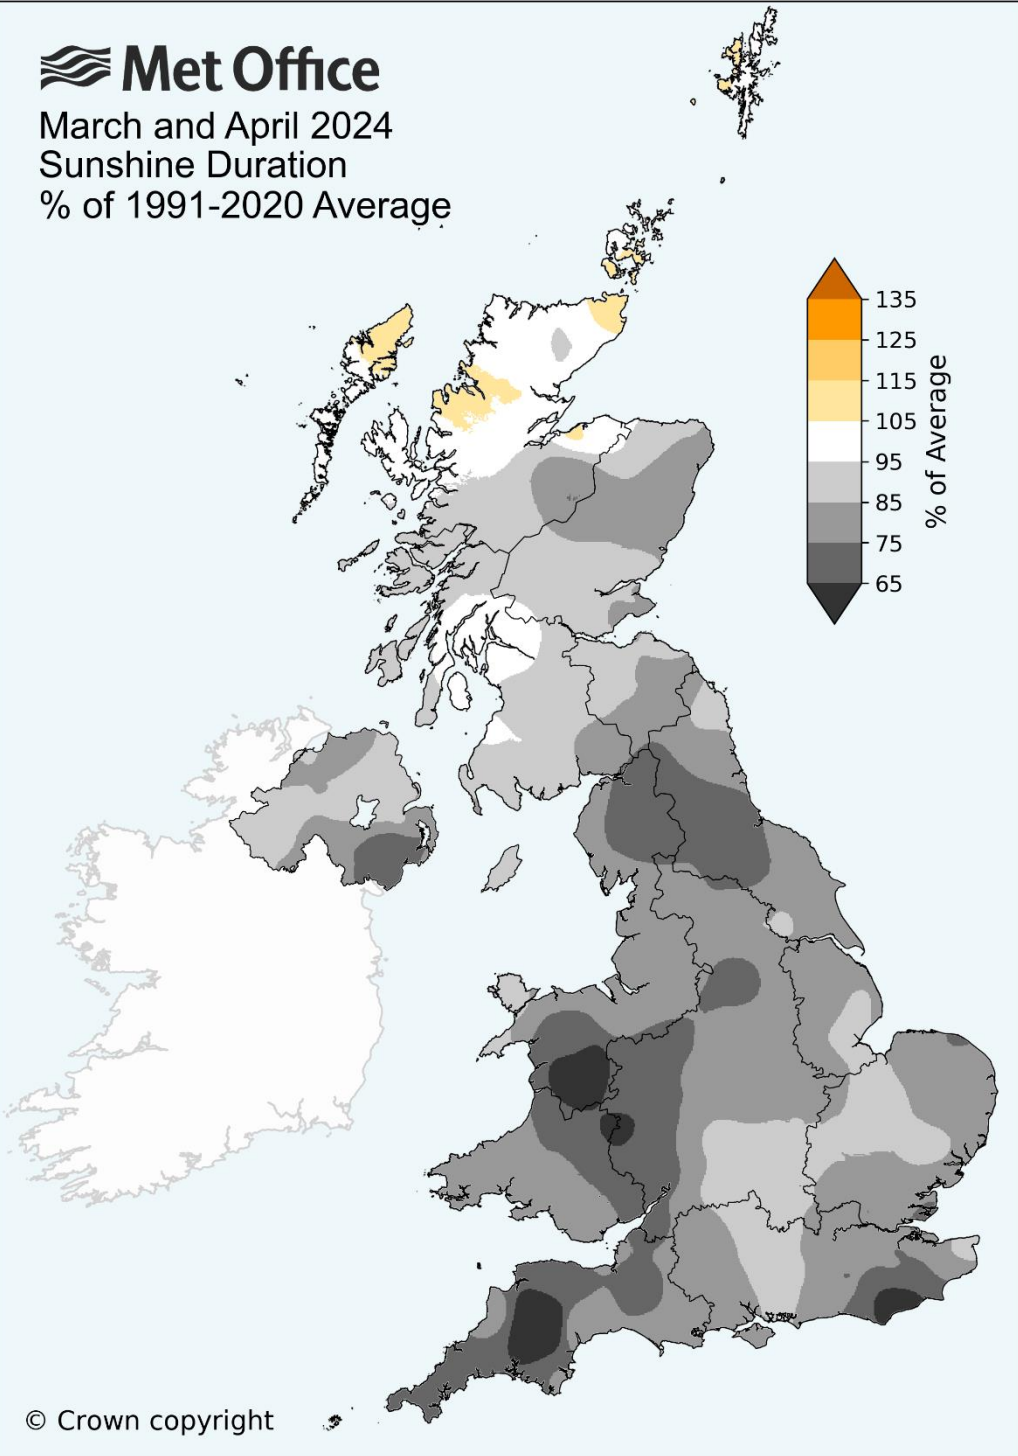 Met Office
March and April 2024
Sunshine Duration
% of 1991-2020 Average
135
125
115
105
95
85
75
65
% of Average
© Crown copyright